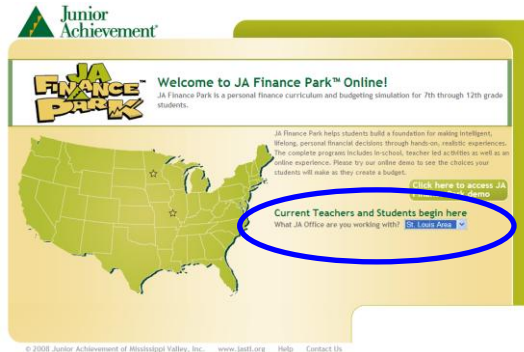 Junior
Achievement®
JA
FINANCE
PARK
Welcome to JA Finance Park™ Online!
JA Finance Park is a personal finance curriculum and budgeting simulation for 7th through 12th grade
students.
JA Finance Park helps students build a foundation for making intelligent,
lifelong, personal financial decisions through hands-on, realistic experiences.
The complete programs includes in-school, teacher led activities as well as an
online experience. Please try our online demo to see the choices your
students will make as they create a budget.
Click here to access JA
demo
Current Teachers and Students begin here
What JA Office are you working with? St. Louis Area
© 2008 Junior Achievement of Mississippi Valley, Inc. www.jastl.org Help Contact Us